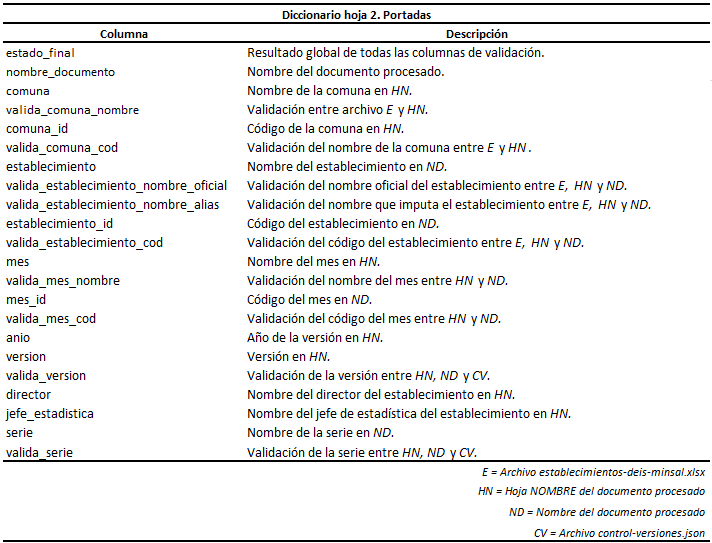 Diccionario hoja 2. Portadas
Columna Descripción
estado_final Resultado global de todas las columnas de validación.
nombre_documento Nombre del documento procesado.
comuna Nombre de la comuna en HN.
valida_comuna_nombre Validación entre archivo E y HN.
comuna_id Código de la comuna en HN.
valida_comuna_cod Validación del nombre de la comuna entre E y HN .
establecimiento Nombre del establecimiento en ND.
valida_establecimiento_nombre_oficial Validación del nombre oficial del establecimiento entre E, HN y ND.
valida_establecimiento_nombre_alias Validación del nombre que imputa el establecimiento entre E, HN y ND.
establecimiento_id Código del establecimiento en ND.
valida_establecimiento_cod Validación del código del establecimiento entre E, HN y ND.
mes Nombre del mes en HN.
valida_mes_nombre Validación del nombre del mes entre HN y ND.
mes_id Código del mes en ND.
valida_mes_cod Validación del código del mes entre HN y ND.
anio Año de la versión en HN.
version Versión en HN.
valida_version Validación de la versión entre HN, ND y CV.
director Nombre del director del establecimiento en HN.
jefe_estadistica Nombre del jefe de estadística del establecimiento en HN.
serie Nombre de la serie en ND.
valida_serie Validación de la serie entre HN, ND y CV.
E = Archivo establecimientos-deis-minsal.xlsx
HN = Hoja NOMBRE del documento procesado
ND = Nombre del documento procesado
CV = Archivo control-versiones.json